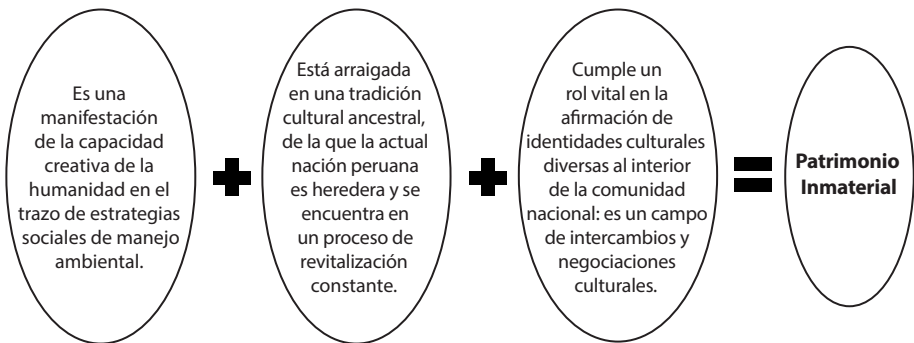 Es una
manifestación
de la capacidad
creativa de la
humanidad en el
trazo de estrategias
sociales de manejo
ambiental.
Está arraigada
en una tradición
cultural ancestral,
de la que la actual
nación peruana
es heredera y se
encuentra en
un proceso de
revitalización
constante.
Cumple un
rol vital en la
afirmación de
identidades culturales
diversas al interior
de la comunidad
nacional: es un campo
de intercambios y
negociaciones
culturales.
Patrimonio
Inmaterial